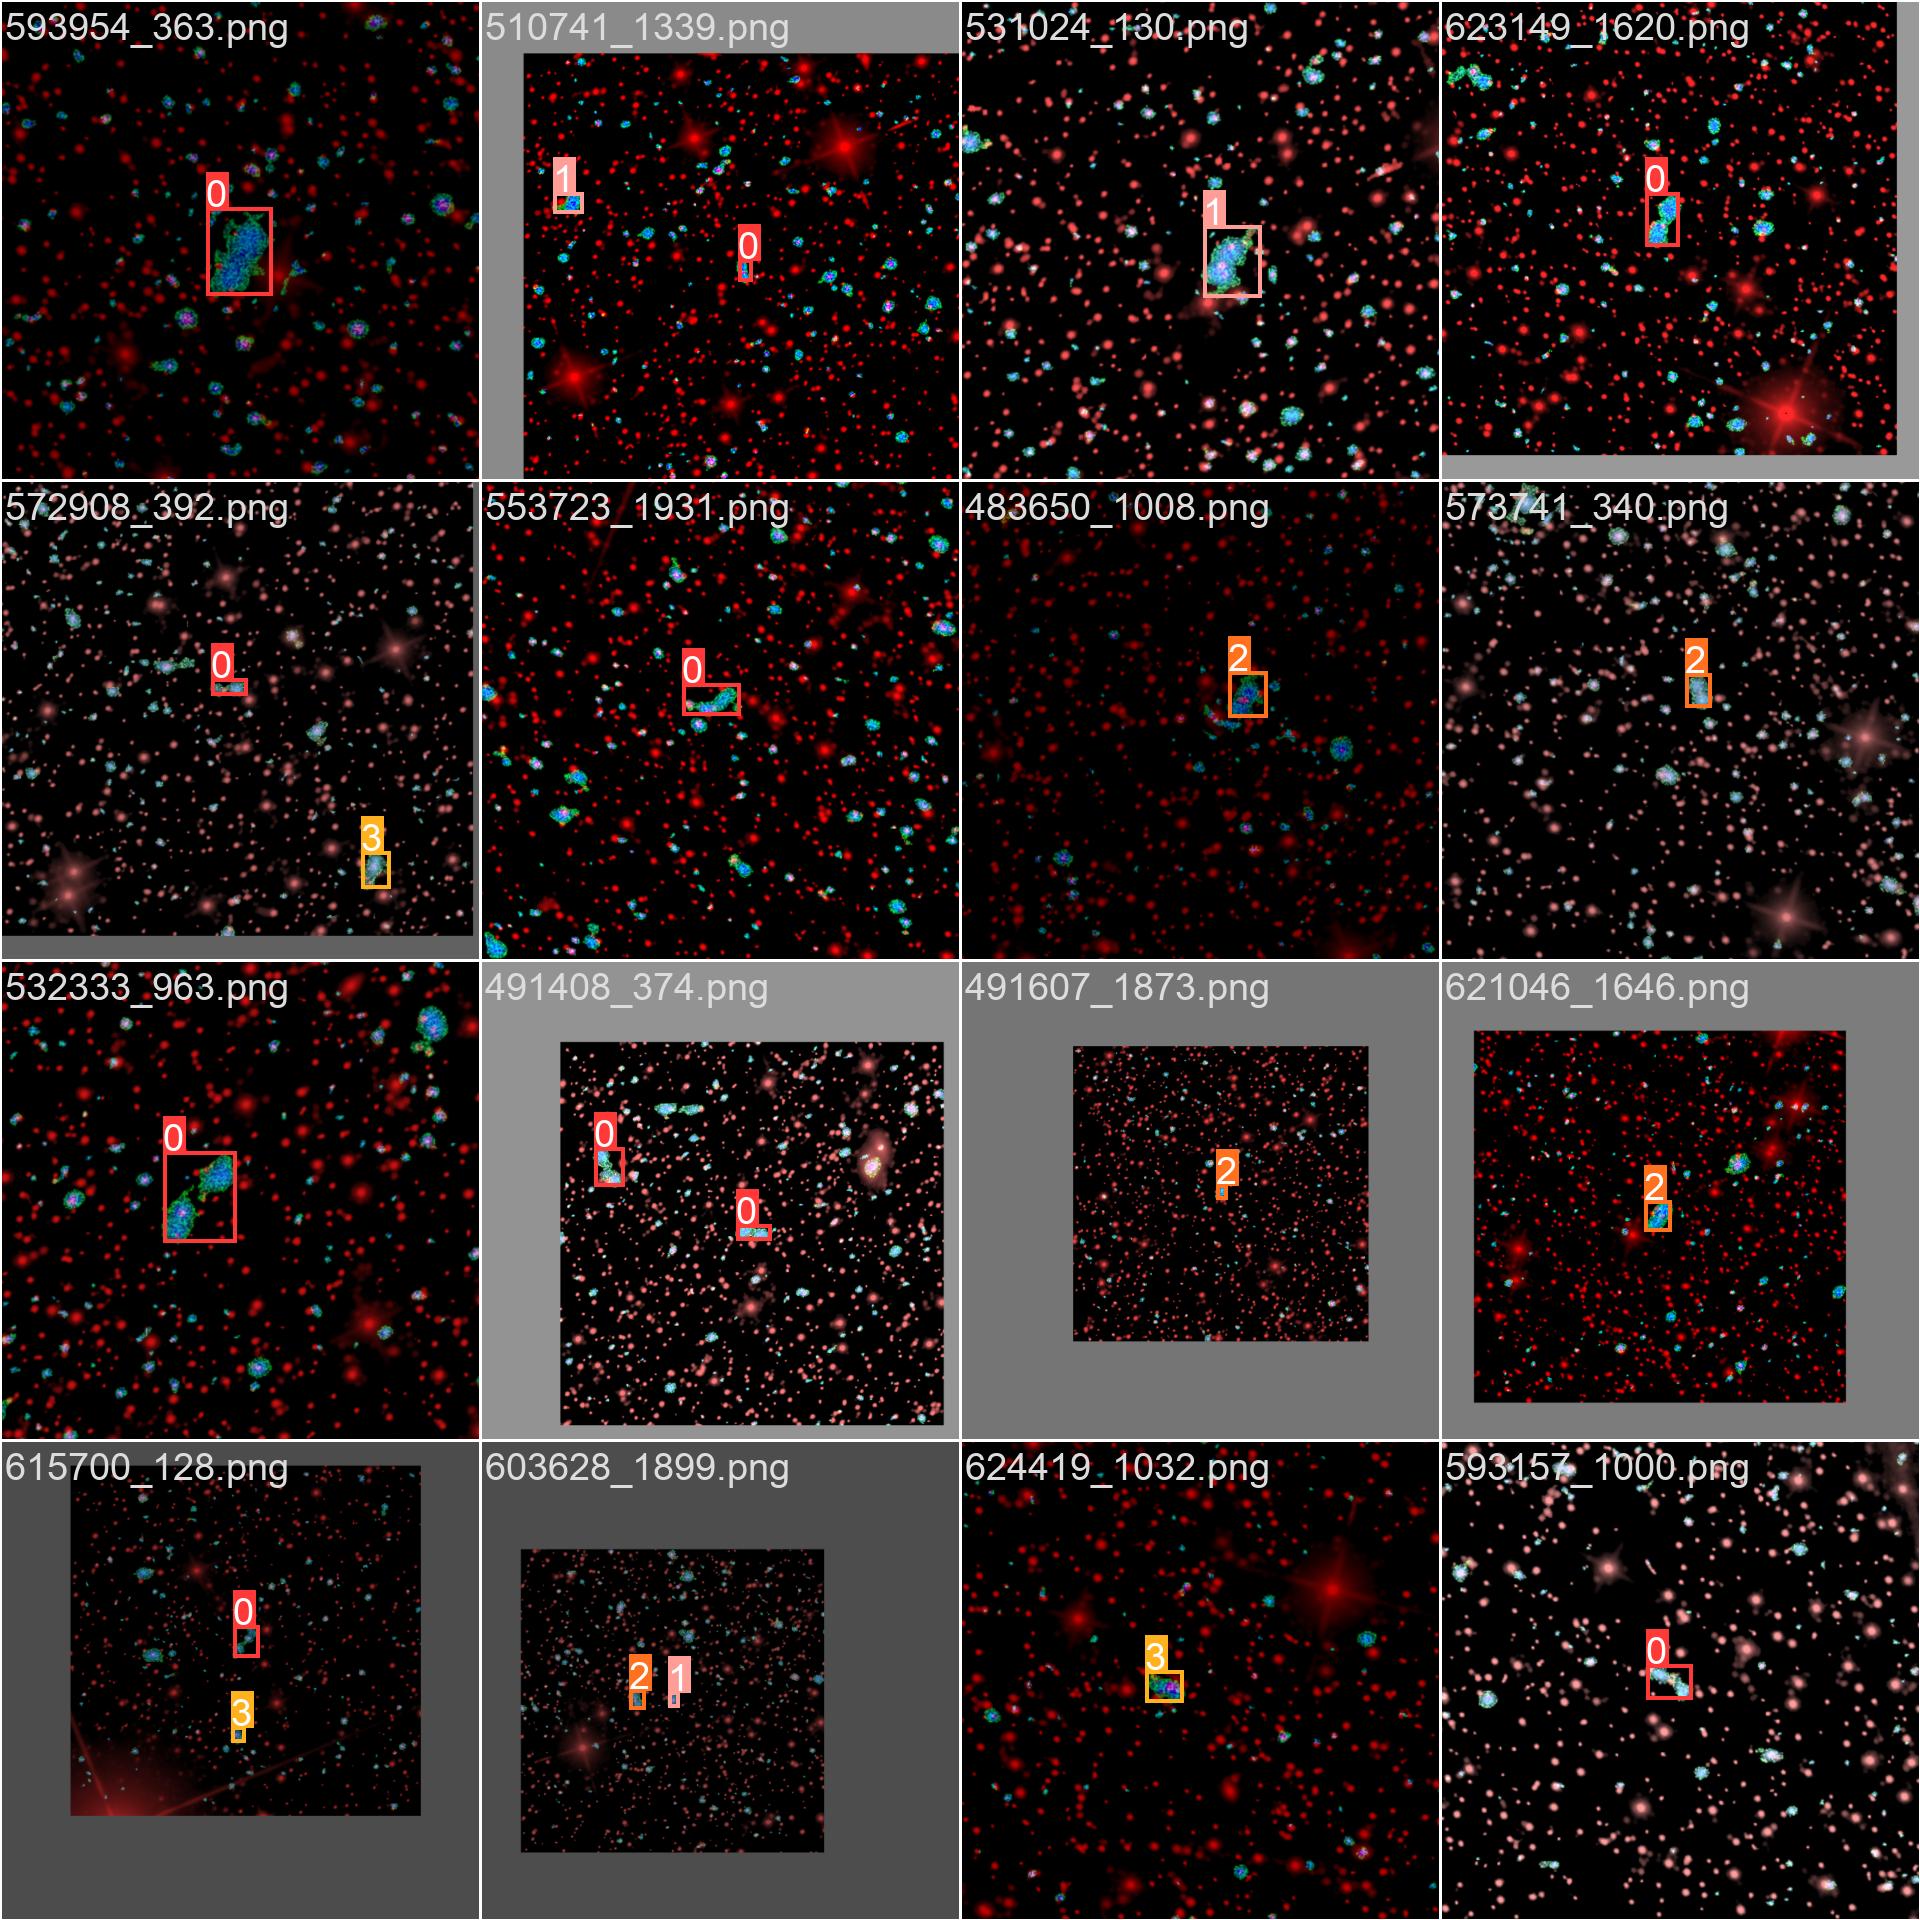 593954_363.png
510741_1339.png
531024_130.png
623149_1620.png
0
1
0
1
0
572908_392.png
553723_1931.png
483650_1008.png
573741_340.png
0
3
0
2
2
532333_963.png
491408_374.png
491607_1873.png
621046_1646.png
0
0
0
2
2
615700_128.png
603628_1899.png
624419_1032.png
593157_1000.png
0
3
2
1
3
0